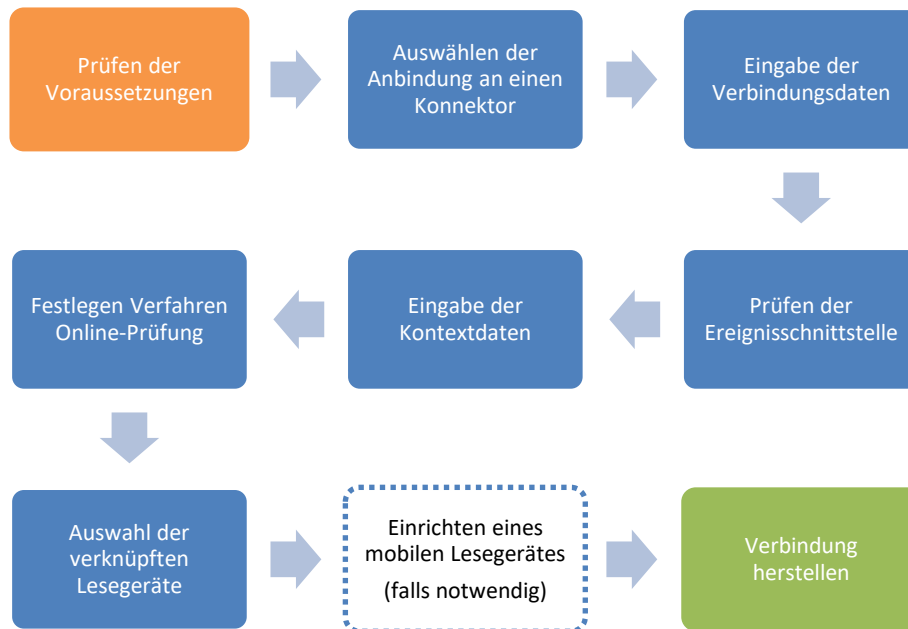 Prüfen der
Voraussetzungen
Auswählen der
Anbindung an einen
Konnektor
Eingabe der
Verbindungsdaten
Prüfen der
Ereignisschnittstelle
Eingabe der
Kontextdaten
Festlegen Verfahren
Online-Prüfung
Auswahl der
verknüpften
Lesegeräte
Einrichten eines
mobilen Lesegerätes
(falls notwendig)
Verbindung
herstellen